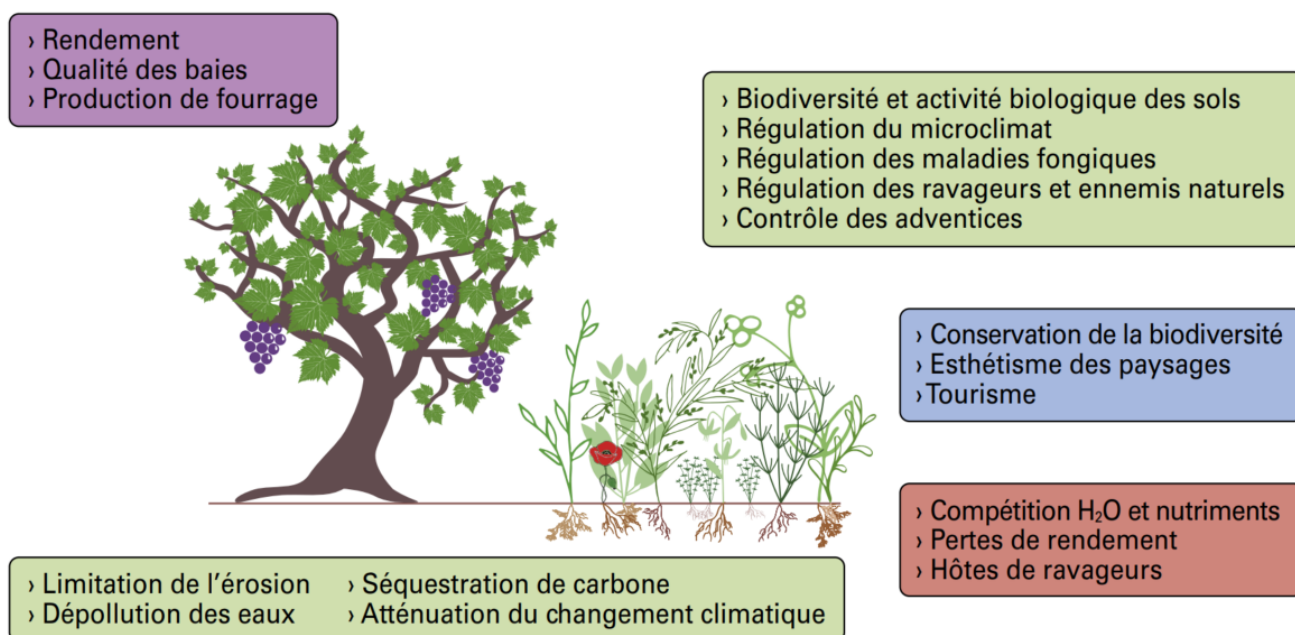 › Rendement
› Qualité des baies
› Production de fourrage
› Biodiversité et activité biologique des sols
› Régulation du microclimat
› Régulation des maladies fongiques
› Régulation des ravageurs et ennemis naturels
› Contrôle des adventices
› Conservation de la biodiversité
› Esthétisme des paysages
› Tourisme
› Compétition H₂O et nutriments
› Pertes de rendement
› Hôtes de ravageurs
› Limitation de l’érosion
› Dépollution des eaux
› Séquestration de carbone
› Atténuation du changement climatique